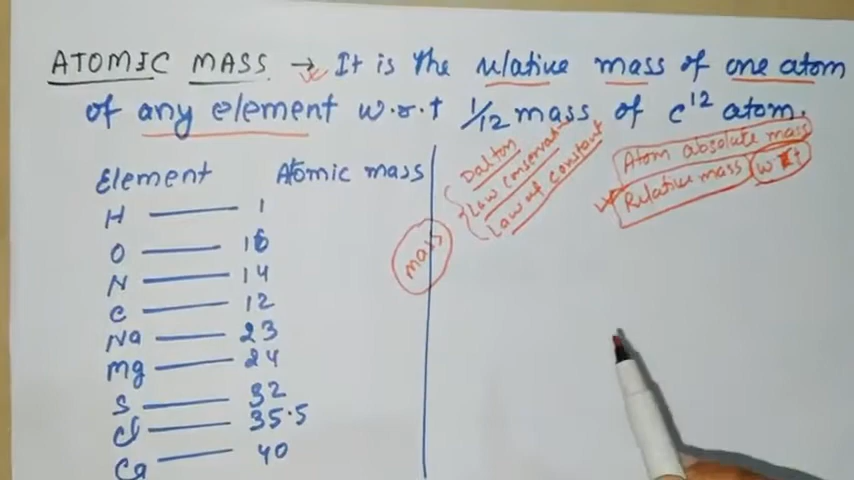 ATOMIC MASS → It is the relative mass of one atom
of any element w.r.t 1/12 mass of C¹² atom.
Element Atomic mass
H — 1
O — 16
N — 14
C — 12
Na — 23
Mg — 24
S — 32
Cl — 35.5
Ca — 40
mass
Dalton
Law conservation
Law of constant
Atom absolute mass
Relative mass w.r.t